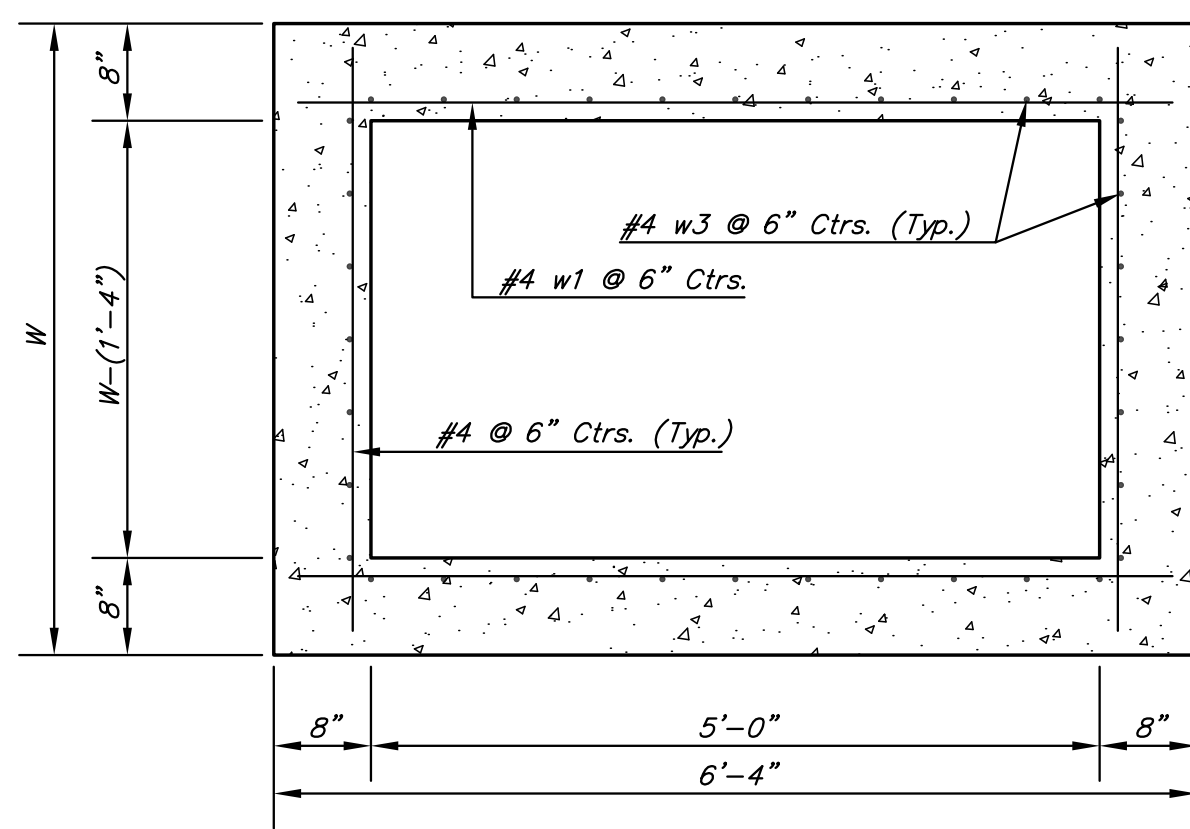 8”
W
W–(1’–4”)
#4 w3 @ 6” Ctrs. (Typ.)
#4 w1 @ 6” Ctrs.
#4 @ 6” Ctrs. (Typ.)
8”
8”
5’–0”
8”
6’–4”